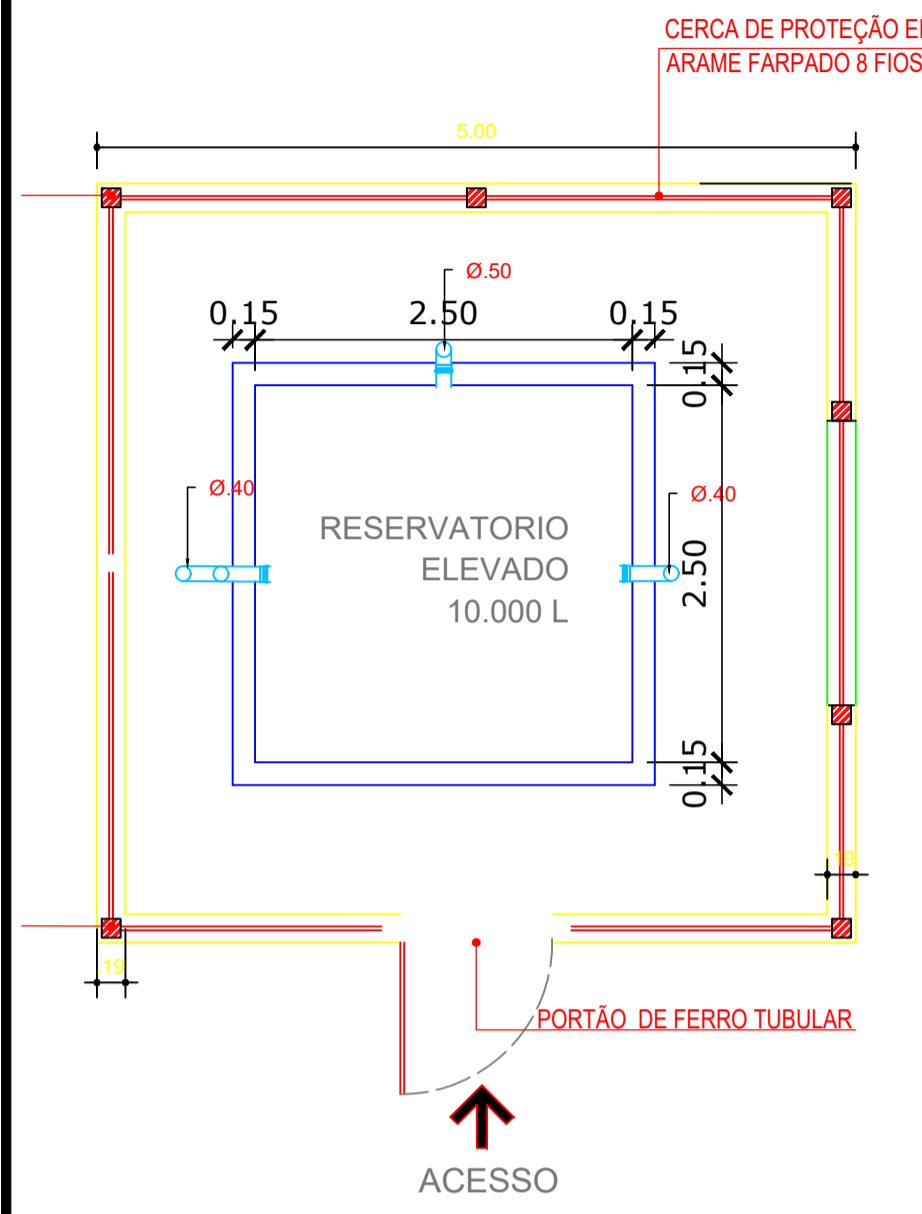 CERCA DE PROTEÇÃO
ARAME FARPADO 8 FIOS
5.00
Ø.50
0.15 2.50 0.15
0.15
Ø.40
Ø.40
RESERVATORIO
ELEVADO
10.000 L
2.50
0.15
.19
.19
PORTÃO DE FERRO TUBULAR
ACESSO